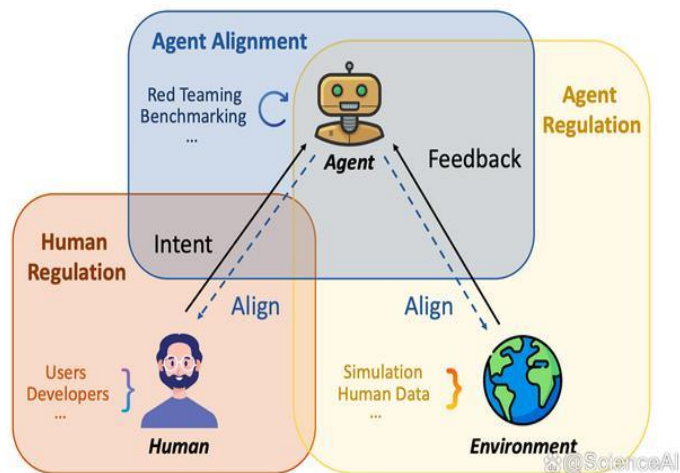 Agent Alignment
Red Teaming
Benchmarking
...
Agent
Agent
Regulation
Feedback
Human
Regulation
Intent
Align
Align
Users
Developers
...
Human
Simulation
Human Data
...
Environment
@ScienceAI